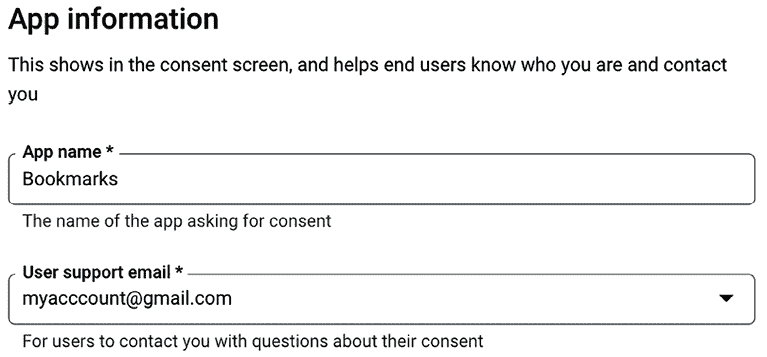 App information
This shows in the consent screen, and helps end users know who you are and contact
you
App name *
Bookmarks
The name of the app asking for consent
User support email *
myacccount@gmail.com
For users to contact you with questions about their consent